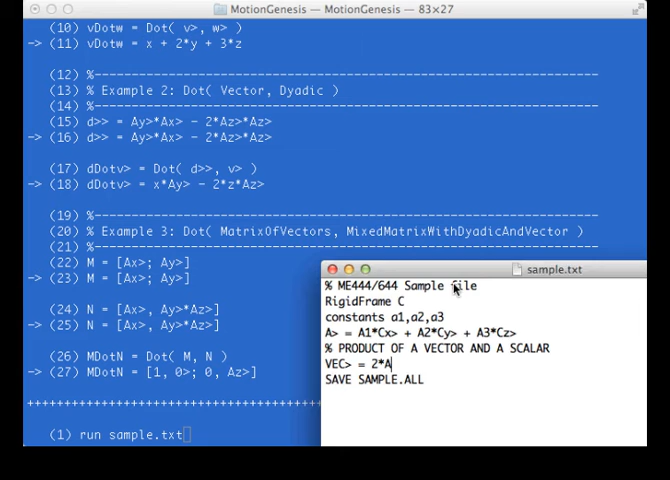 MotionGenesis — MotionGenesis — 83×27
(10) vDotw = Dot( v>, w> )
-> (11) vDotw = x + 2*y + 3*z
(12) %--------------------------------------------------------------------
(13) % Example 2: Dot( Vector, Dyadic )
(14) %--------------------------------------------------------------------
(15) d>> = Ay>*Ax> - 2*Az>*Az>
-> (16) d>> = Ay>*Ax> - 2*Az>*Az>
(17) dDotv> = Dot( d>>, v> )
-> (18) dDotv> = x*Ay> - 2*z*Az>
(19) %--------------------------------------------------------------------
(20) % Example 3: Dot( MatrixOfVectors, MixedMatrixWithDyadicAndVector )
(21) %--------------------------------------------------------------------
(22) M = [Ax>; Ay>]
-> (23) M = [Ax>; Ay>]
(24) N = [Ax>, Ay>*Az>]
-> (25) N = [Ax>, Ay>*Az>]
(26) MDotN = Dot( M, N )
-> (27) MDotN = [1, 0>; 0, Az>]
+++++++++++++++++++++++++++++++++++++++
(1) run sample.txt
sample.txt
% ME444/644 Sample file
RigidFrame C
constants a1,a2,a3
A> = A1*Cx> + A2*Cy> + A3*Cz>
% PRODUCT OF A VECTOR AND A SCALAR
VEC> = 2*A
SAVE SAMPLE.ALL